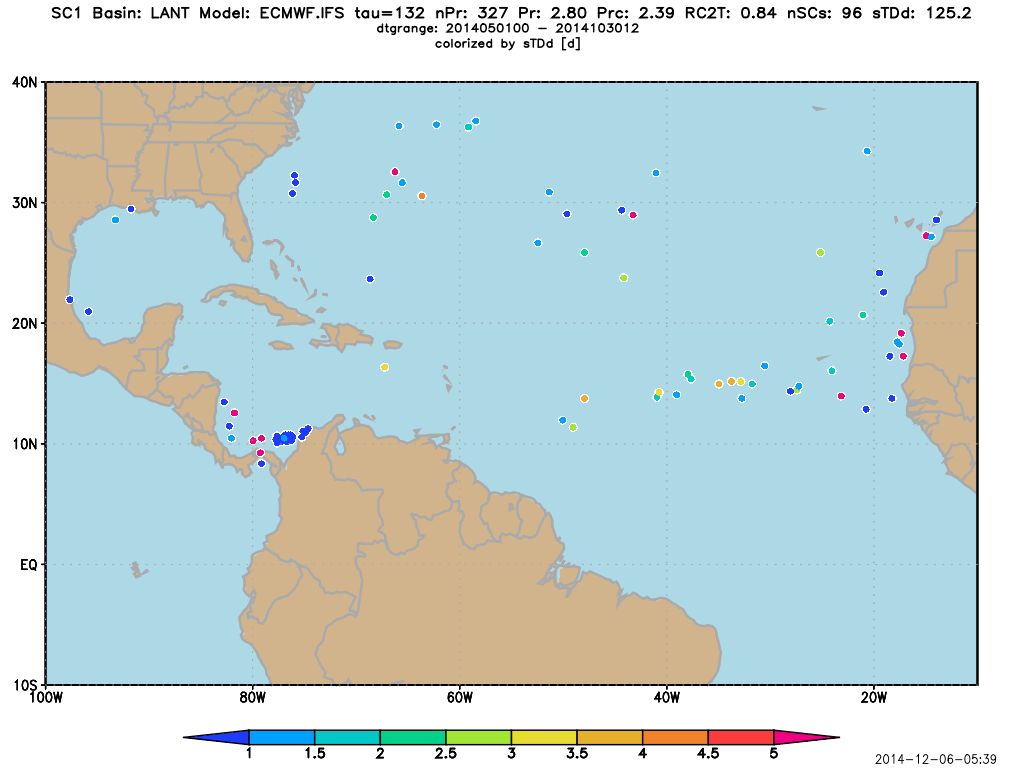 SC1 Basin: LANT Model: ECMWF.IFS tau=132 nPr: 327 Pr: 2.80 Prc: 2.39 RC2T: 0.84 nSCs: 96 sTDd: 125.2
dtgrange: 2014050100 - 2014103012
colorized by sTDd [d]
40N
30N
20N
10N
EQ
10S
100W 80W 60W 40W 20W
1 1.5 2 2.5 3 3.5 4 4.5 5
2014-12-06-05:39